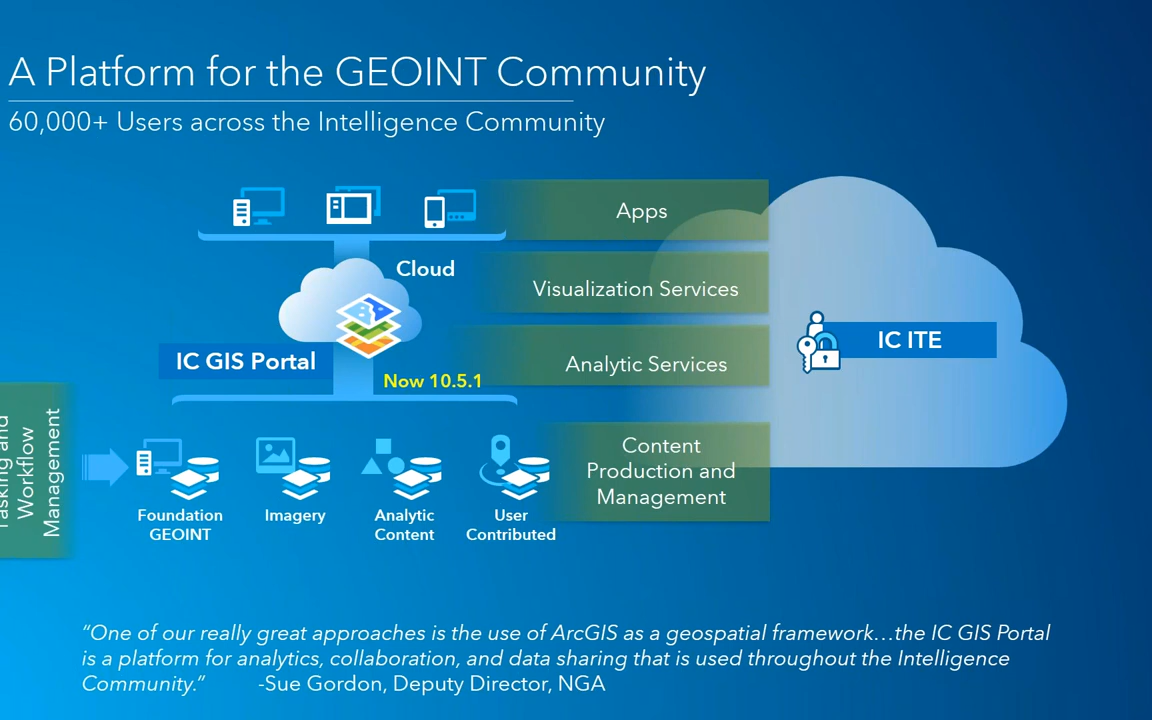 A Platform for the GEOINT Community
60,000+ Users across the Intelligence Community
Apps
Cloud
Visualization Services
IC ITE
IC GIS Portal
Analytic Services
Now 10.5.1
and
Workflow
Management
Content
Production and
Management
Foundation
GEOINT
Imagery
Analytic
Content
User
Contributed
“One of our really great approaches is the use of ArcGIS as a geospatial framework…the IC GIS Portal
is a platform for analytics, collaboration, and data sharing that is used throughout the Intelligence
Community.” -Sue Gordon, Deputy Director, NGA